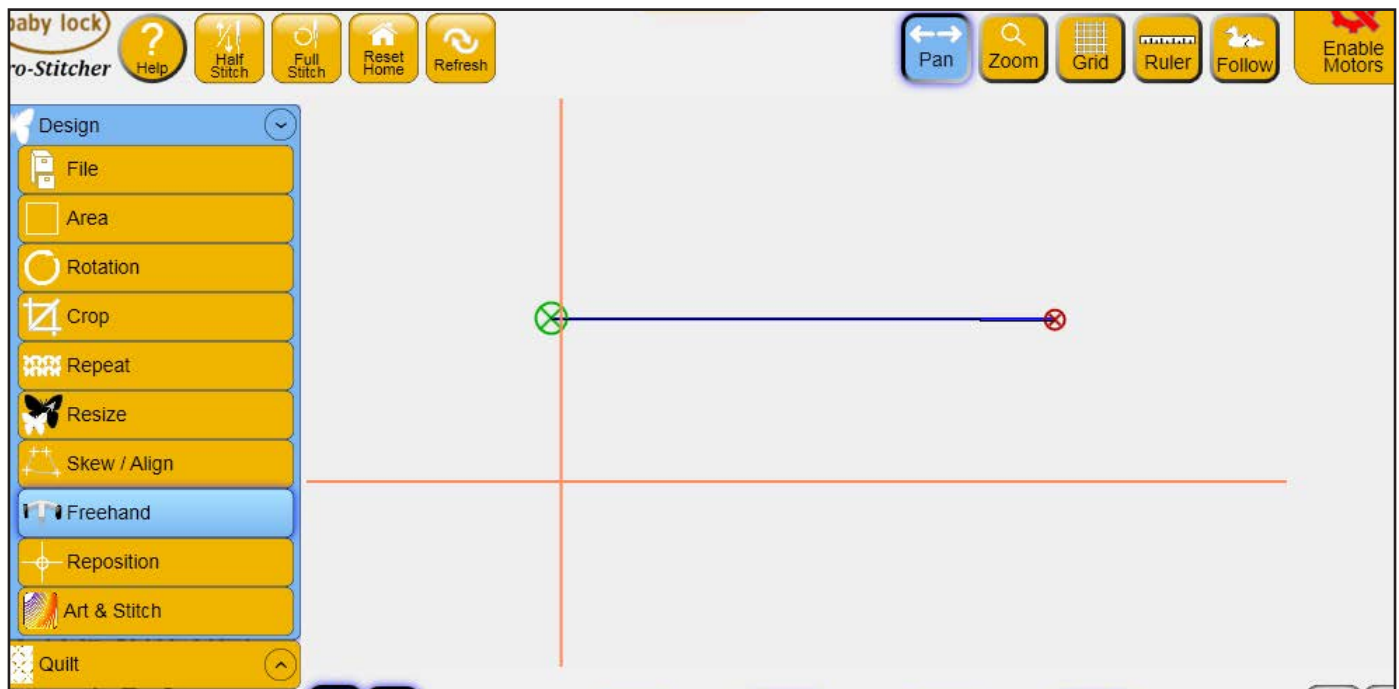 baby lock
ro-Stitcher
?
Help
Half
Stitch
Full
Stitch
Reset
Home
Refresh
Pan
Zoom
Grid
Ruler
Follow
Enable
Motors
Design
File
Area
Rotation
Crop
Repeat
Resize
Skew / Align
Freehand
Reposition
Art & Stitch
Quilt